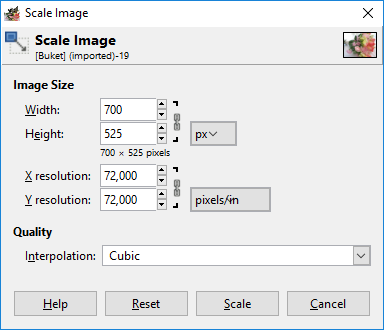 Scale Image
Scale Image
[Buket] (imported)-19
Image Size
Width: 700
Height: 525 px
700 × 525 pixels
X resolution: 72,000
Y resolution: 72,000 pixels/in
Quality
Interpolation: Cubic
Help Reset Scale Cancel